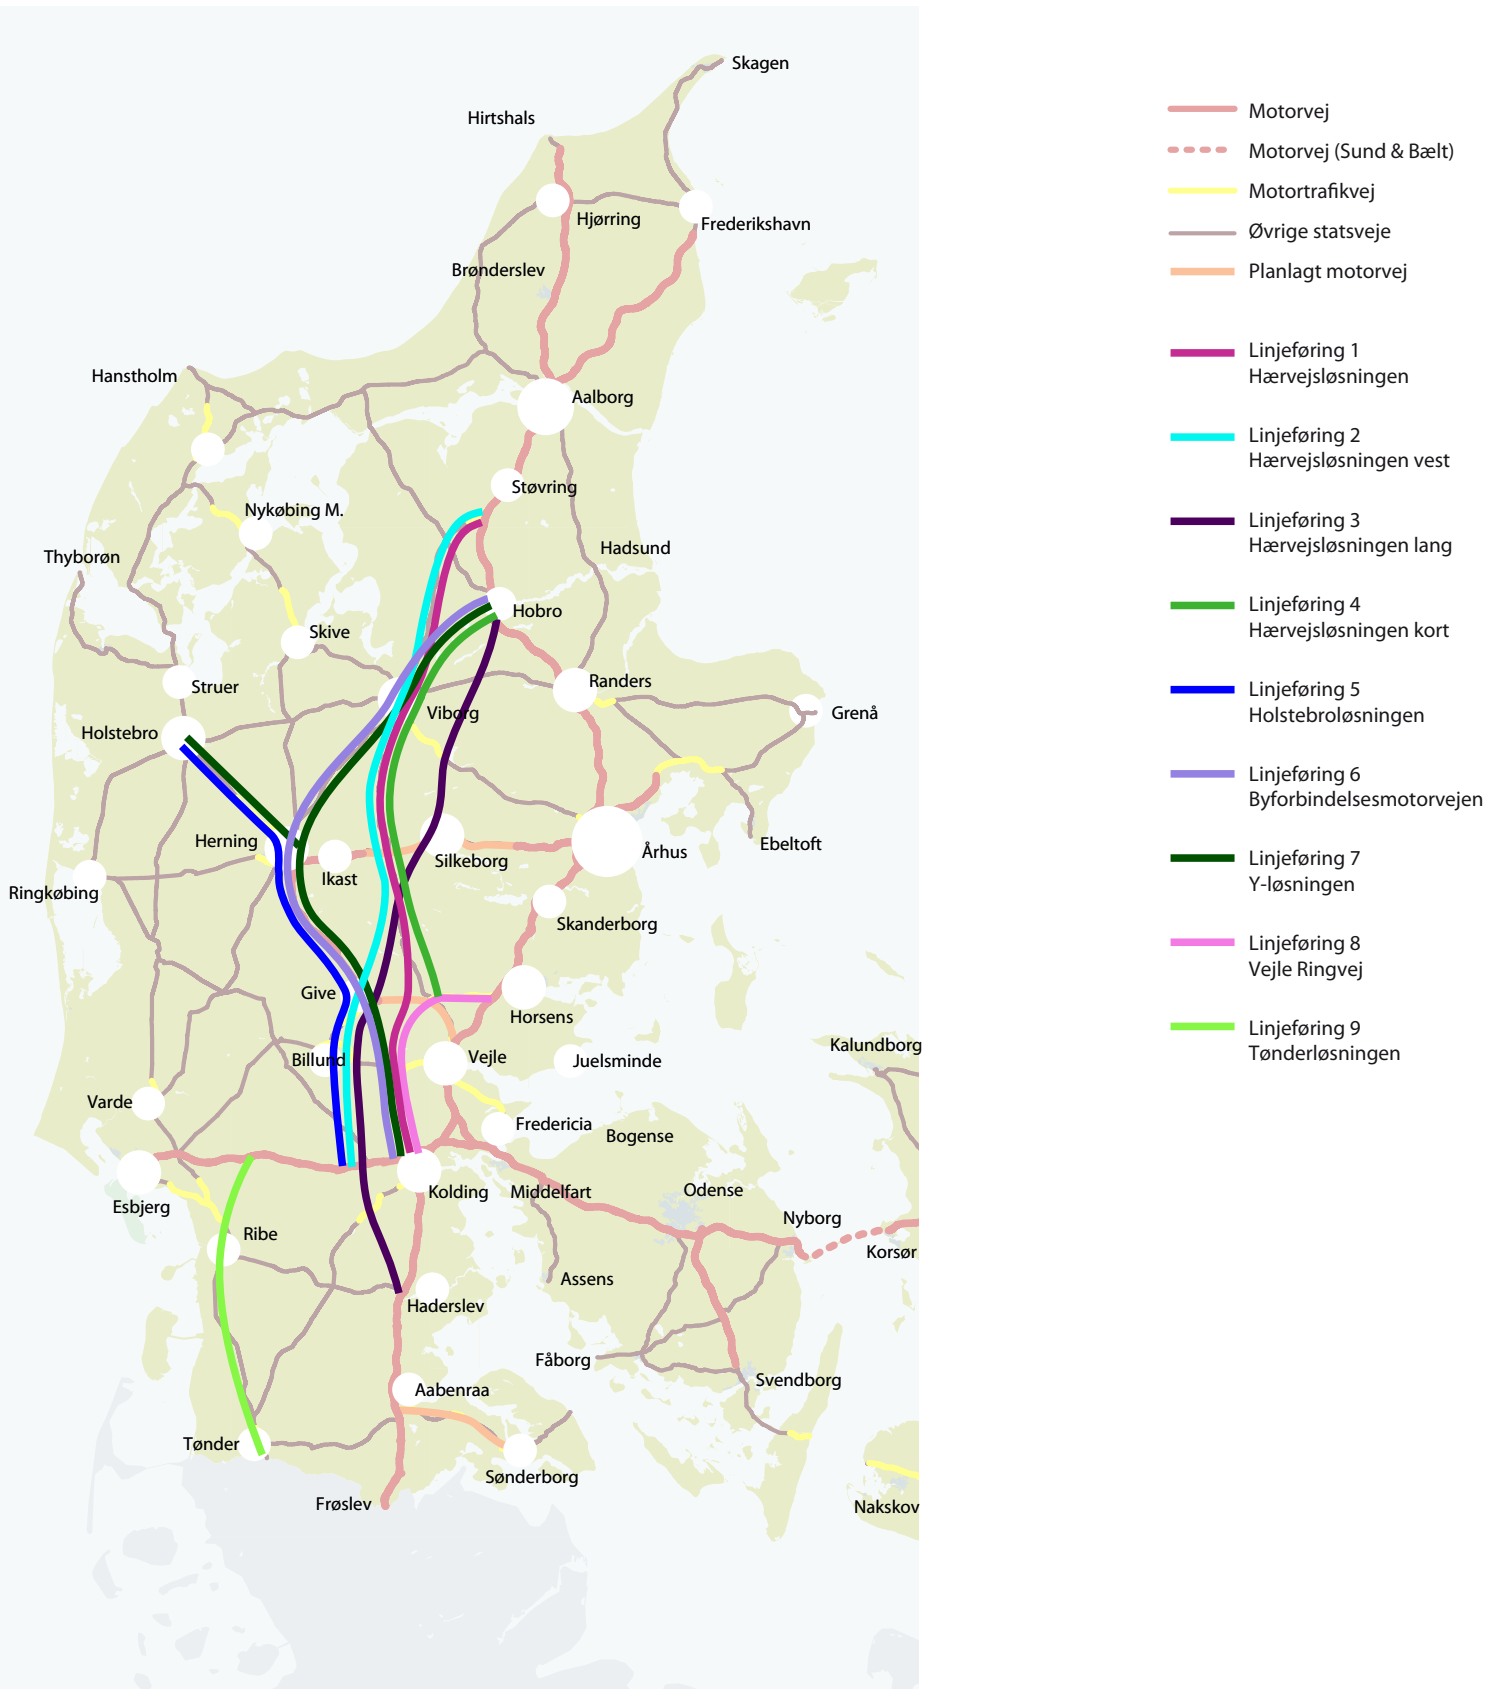 Skagen
Hirtshals
Hjørring
Frederikshavn
Brønderslev
Hanstholm
Aalborg
Støvring
Nykøbing M.
Thyborøn
Hadsund
Hobro
Skive
Struer
Randers
Viborg
Grenå
Holstebro
Herning
Ikast
Silkeborg
Århus
Ebeltoft
Ringkøbing
Skanderborg
Give
Horsens
Billund
Vejle
Juelsminde
Kalundborg
Varde
Fredericia
Bogense
Esbjerg
Kolding
Middelfart
Odense
Nyborg
Ribe
Korsør
Assens
Haderslev
Fåborg
Svendborg
Aabenraa
Tønder
Sønderborg
Frøslev
Nakskov
Motorvej
Motorvej (Sund & Bælt)
Motortrafikvej
Øvrige statsveje
Planlagt motorvej
Linjeføring 1
Hærvejsløsningen
Linjeføring 2
Hærvejsløsningen vest
Linjeføring 3
Hærvejsløsningen lang
Linjeføring 4
Hærvejsløsningen kort
Linjeføring 5
Holstebroløsningen
Linjeføring 6
Byforbindelsesmotorvejen
Linjeføring 7
Y-løsningen
Linjeføring 8
Vejle Ringvej
Linjeføring 9
Tønderløsningen